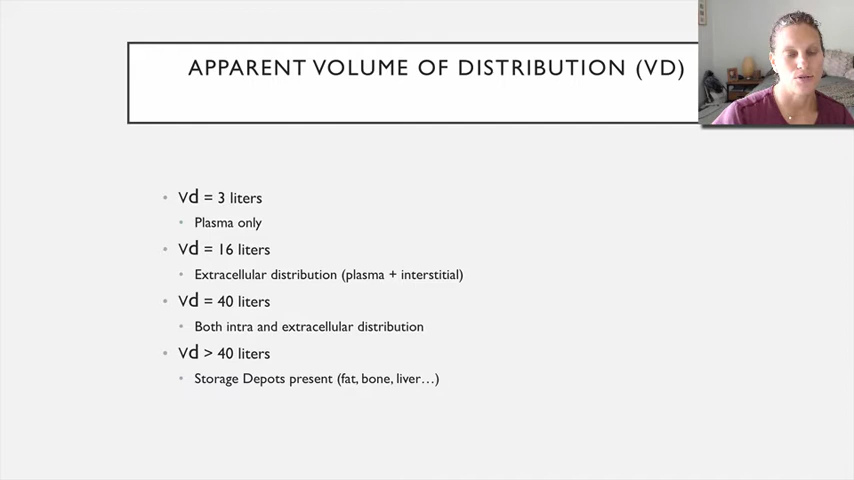 APPARENT VOLUME OF DISTRIBUTION (VD)
• Vd = 3 liters
• Plasma only
• Vd = 16 liters
• Extracellular distribution (plasma + interstitial)
• Vd = 40 liters
• Both intra and extracellular distribution
• Vd > 40 liters
• Storage Depots present (fat, bone, liver…)